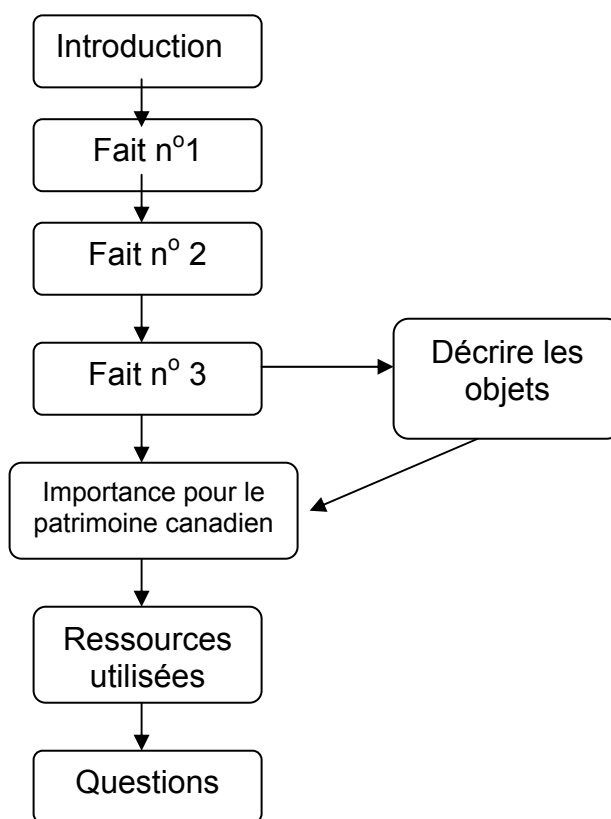 Introduction
Fait nº1
Fait nº 2
Fait nº 3
Décrire les
objets
Importance pour le
patrimoine canadien
Ressources
utilisées
Questions